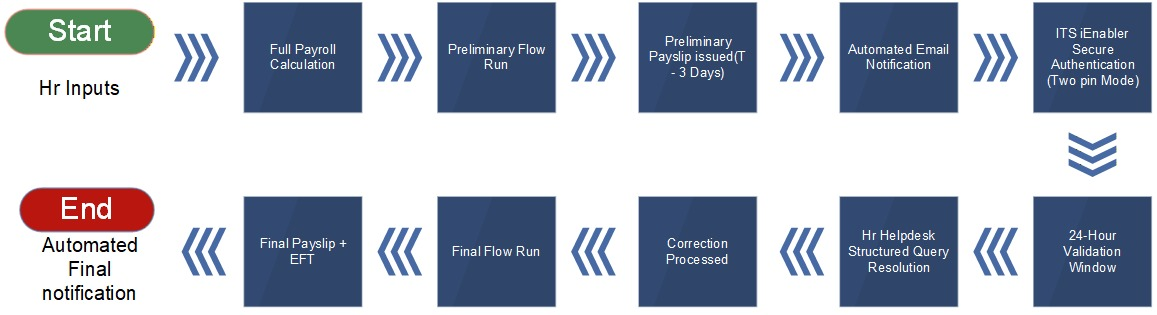 Start
Hr Inputs
Full Payroll
Calculation
Preliminary Flow
Run
Preliminary
Payslip issued(T
- 3 Days)
Automated Email
Notification
ITS iEnabler
Secure
Authentication
(Two pin Mode)
24-Hour
Validation
Window
Hr Helpdesk
Structured Query
Resolution
Correction
Processed
Final Flow Run
Final Payslip +
EFT
End
Automated
Final
notification